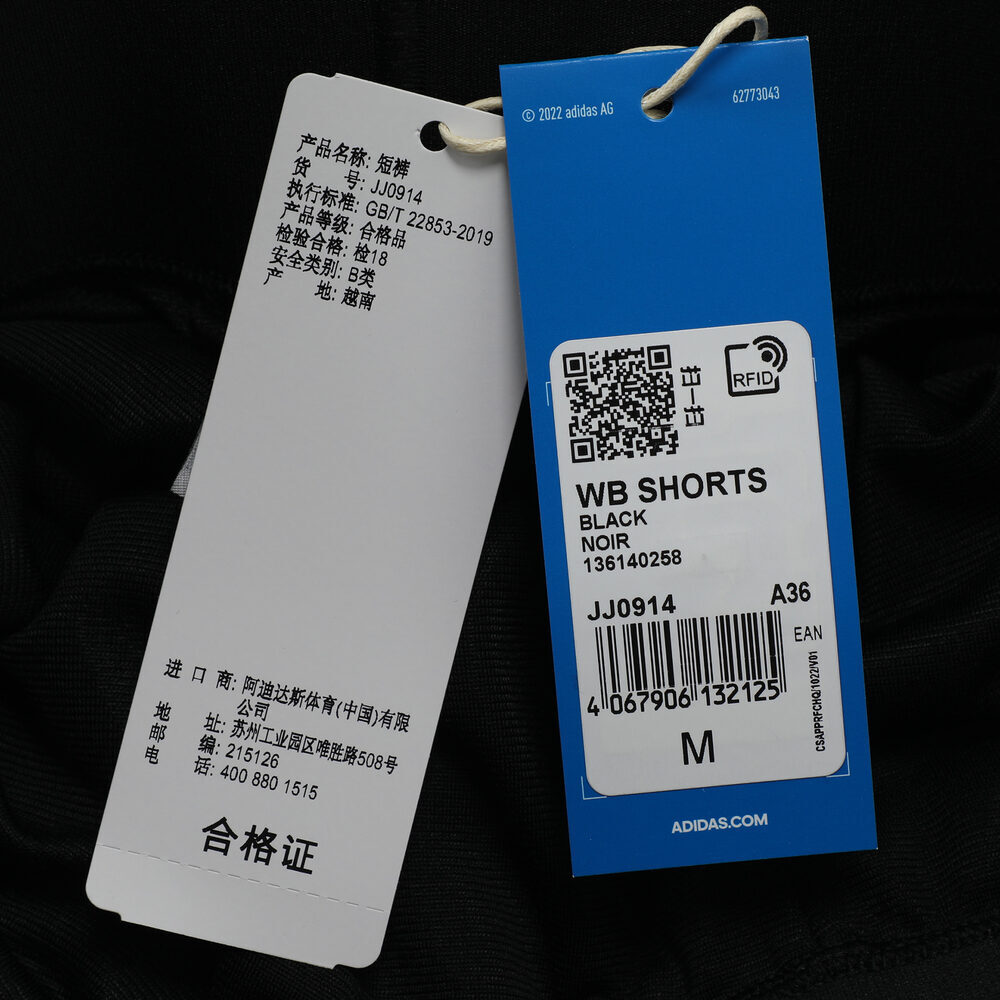 产品名称: 短裤
货 号: JJ0914
执行标准: GB/T 22853-2019
产品等级: 合格品
检验合格: 检18
安全类别: B类
产 地: 越南
进 口 商: 阿迪达斯体育(中国)有限
公司
地 址: 苏州工业园区唯胜路508号
邮 编: 215126
电 话: 400 880 1515
合格证
© 2022 adidas AG
62773043
RFID
WB SHORTS
BLACK
NOIR
136140258
JJ0914
A36
EAN
4 067906 132125
CSAPPRFCHQ/1022/V01
M
ADIDAS.COM